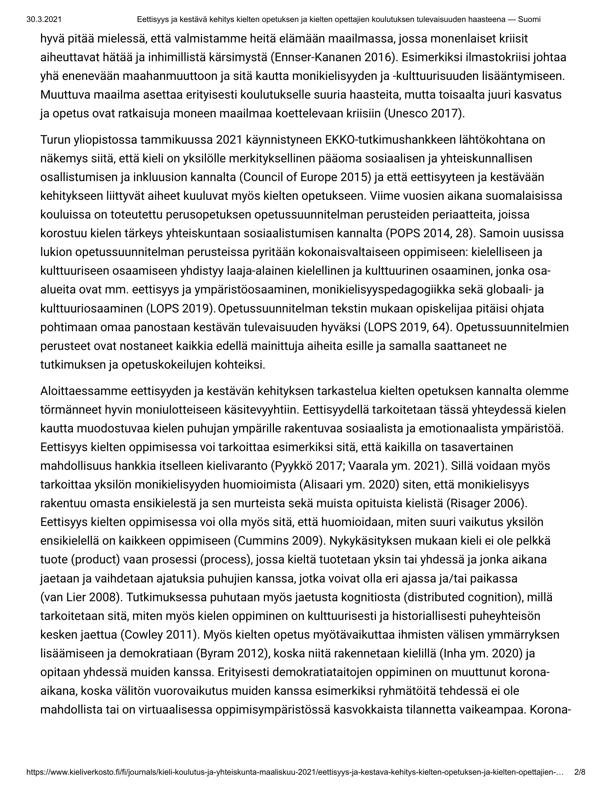 30.3.2021 Eettisyys ja kestävä kehitys kielten opetuksen ja kielten opettajien koulutuksen tulevaisuuden haasteena — Suomi
hyvä pitää mielessä, että valmistamme heitä elämään maailmassa, jossa monenlaiset kriisit
aiheuttavat hätää ja inhimillistä kärsimystä (Ennser-Kananen 2016). Esimerkiksi ilmastokriisi johtaa
yhä enenevään maahanmuuttoon ja sitä kautta monikielisyyden ja -kulttuurisuuden lisääntymiseen.
Muuttuva maailma asettaa erityisesti koulutukselle suuria haasteita, mutta toisaalta juuri kasvatus
ja opetus ovat ratkaisuja moneen maailmaa koettelevaan kriisiin (Unesco 2017).
Turun yliopistossa tammikuussa 2021 käynnistyneen EKKO-tutkimushankkeen lähtökohtana on
näkemys siitä, että kieli on yksilölle merkityksellinen pääoma sosiaalisen ja yhteiskunnallisen
osallistumisen ja inkluusion kannalta (Council of Europe 2015) ja että eettisyyteen ja kestävään
kehitykseen liittyvät aiheet kuuluvat myös kielten opetukseen. Viime vuosien aikana suomalaisissa
kouluissa on toteutettu perusopetuksen opetussuunnitelman perusteiden periaatteita, joissa
korostuu kielen tärkeys yhteiskuntaan sosiaalistumisen kannalta (POPS 2014, 28). Samoin uusissa
lukion opetussuunnitelman perusteissa pyritään kokonaisvaltaiseen oppimiseen: kielelliseen ja
kulttuuriseen osaamiseen yhdistyy laaja-alainen kielellinen ja kulttuurinen osaaminen, jonka osa-
alueita ovat mm. eettisyys ja ympäristöosaaminen, monikielisyyspedagogiikka sekä globaali- ja
kulttuuriosaaminen (LOPS 2019). Opetussuunnitelman tekstin mukaan opiskelijaa pitäisi ohjata
pohtimaan omaa panostaan kestävän tulevaisuuden hyväksi (LOPS 2019, 64). Opetussuunnitelmien
perusteet ovat nostaneet kaikkia edellä mainittuja aiheita esille ja samalla saattaneet ne
tutkimuksen ja opetuskokeilujen kohteiksi.
Aloittaessamme eettisyyden ja kestävän kehityksen tarkastelua kielten opetuksen kannalta olemme
törmänneet hyvin moniulotteiseen käsitevyyhtiin. Eettisyydellä tarkoitetaan tässä yhteydessä kielen
kautta muodostuvaa kielen puhujan ympärille rakentuvaa sosiaalista ja emotionaalista ympäristöä.
Eettisyys kielten oppimisessa voi tarkoittaa esimerkiksi sitä, että kaikilla on tasavertainen
mahdollisuus hankkia itselleen kielivaranto (Pyykkö 2017; Vaarala ym. 2021). Sillä voidaan myös
tarkoittaa yksilön monikielisyyden huomioimista (Alisaari ym. 2020) siten, että monikielisyys
rakentuu omasta ensikielestä ja sen murteista sekä muista opituista kielistä (Risager 2006).
Eettisyys kielten oppimisessa voi olla myös sitä, että huomioidaan, miten suuri vaikutus yksilön
ensikielellä on kaikkeen oppimiseen (Cummins 2009). Nykykäsityksen mukaan kieli ei ole pelkkä
tuote (product) vaan prosessi (process), jossa kieltä tuotetaan yksin tai yhdessä ja jonka aikana
jaetaan ja vaihdetaan ajatuksia puhujien kanssa, jotka voivat olla eri ajassa ja/tai paikassa
(van Lier 2008). Tutkimuksessa puhutaan myös jaetusta kognitiosta (distributed cognition), millä
tarkoitetaan sitä, miten myös kielen oppiminen on kulttuurisesti ja historiallisesti puheyhteisön
kesken jaettua (Cowley 2011). Myös kielten opetus myötävaikuttaa ihmisten välisen ymmärryksen
lisäämiseen ja demokratiaan (Byram 2012), koska niitä rakennetaan kielillä (Inha ym. 2020) ja
opitaan yhdessä muiden kanssa. Erityisesti demokratiataitojen oppiminen on muuttunut korona-
aikana, koska välitön vuorovaikutus muiden kanssa esimerkiksi ryhmätöitä tehdessä ei ole
mahdollista tai on virtuaalisessa oppimisympäristössä kasvokkaista tilannetta vaikeampaa. Korona-
https://www.kieliverkosto.fi/fi/journals/kieli-koulutus-ja-yhteiskunta-maaliskuu-2021/eettisyys-ja-kestava-kehitys-kielten-opetuksen-ja-kielten-opettajien-… 2/8